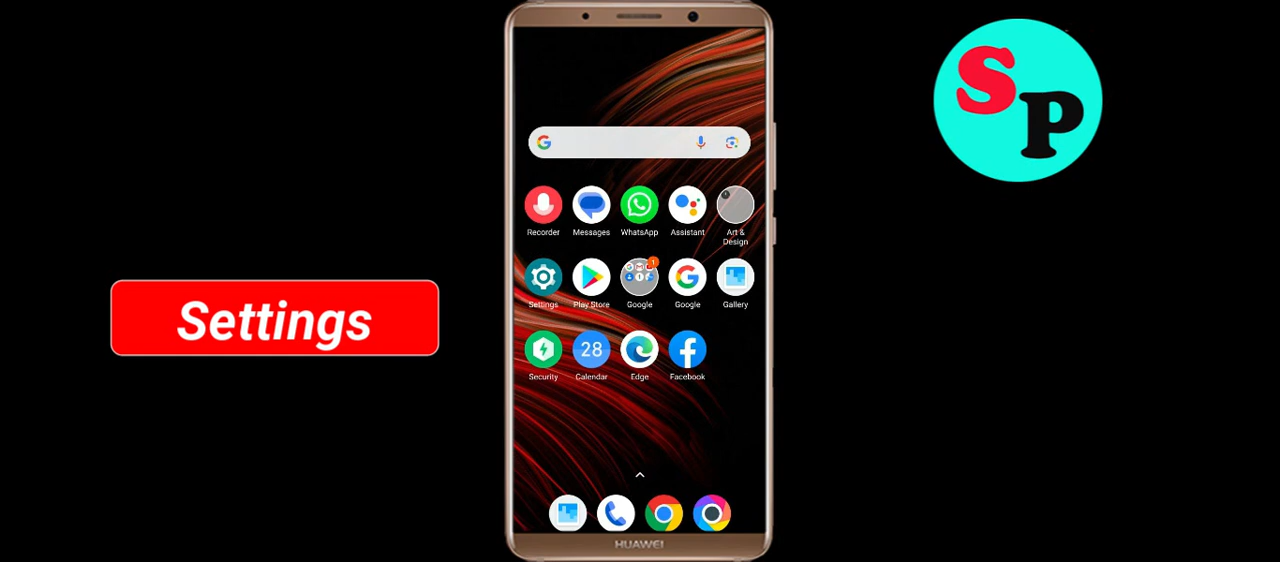 S
P
Recorder
Messages
WhatsApp
Assistant
Art &
Design
Settings
Play Store
1
Google
Google
Gallery
Settings
28
Security
Calendar
Edge
Facebook
HUAWEI